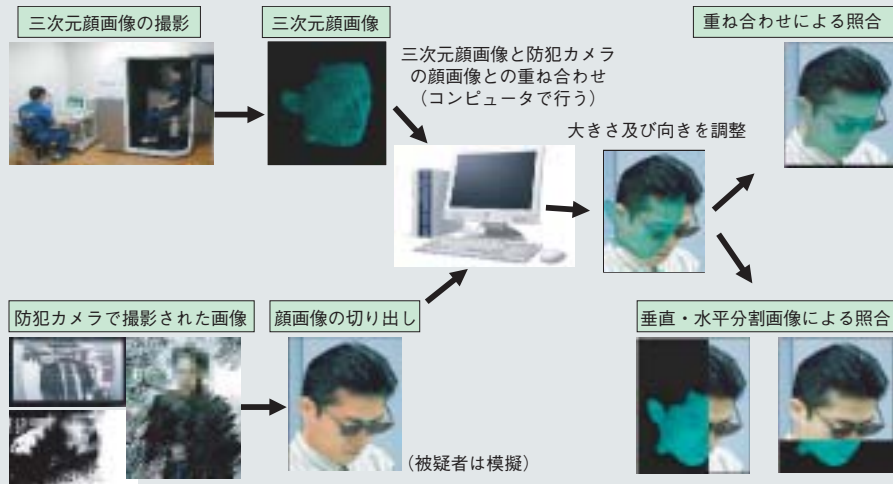 三次元顔画像の撮影
三次元顔画像
三次元顔画像と防犯カメラ
の顔画像との重ね合わせ
（コンピュータで行う）
大きさ及び向きを調整
重ね合わせによる照合
防犯カメラで撮影された画像
顔画像の切り出し
（被疑者は模擬）
垂直・水平分割画像による照合